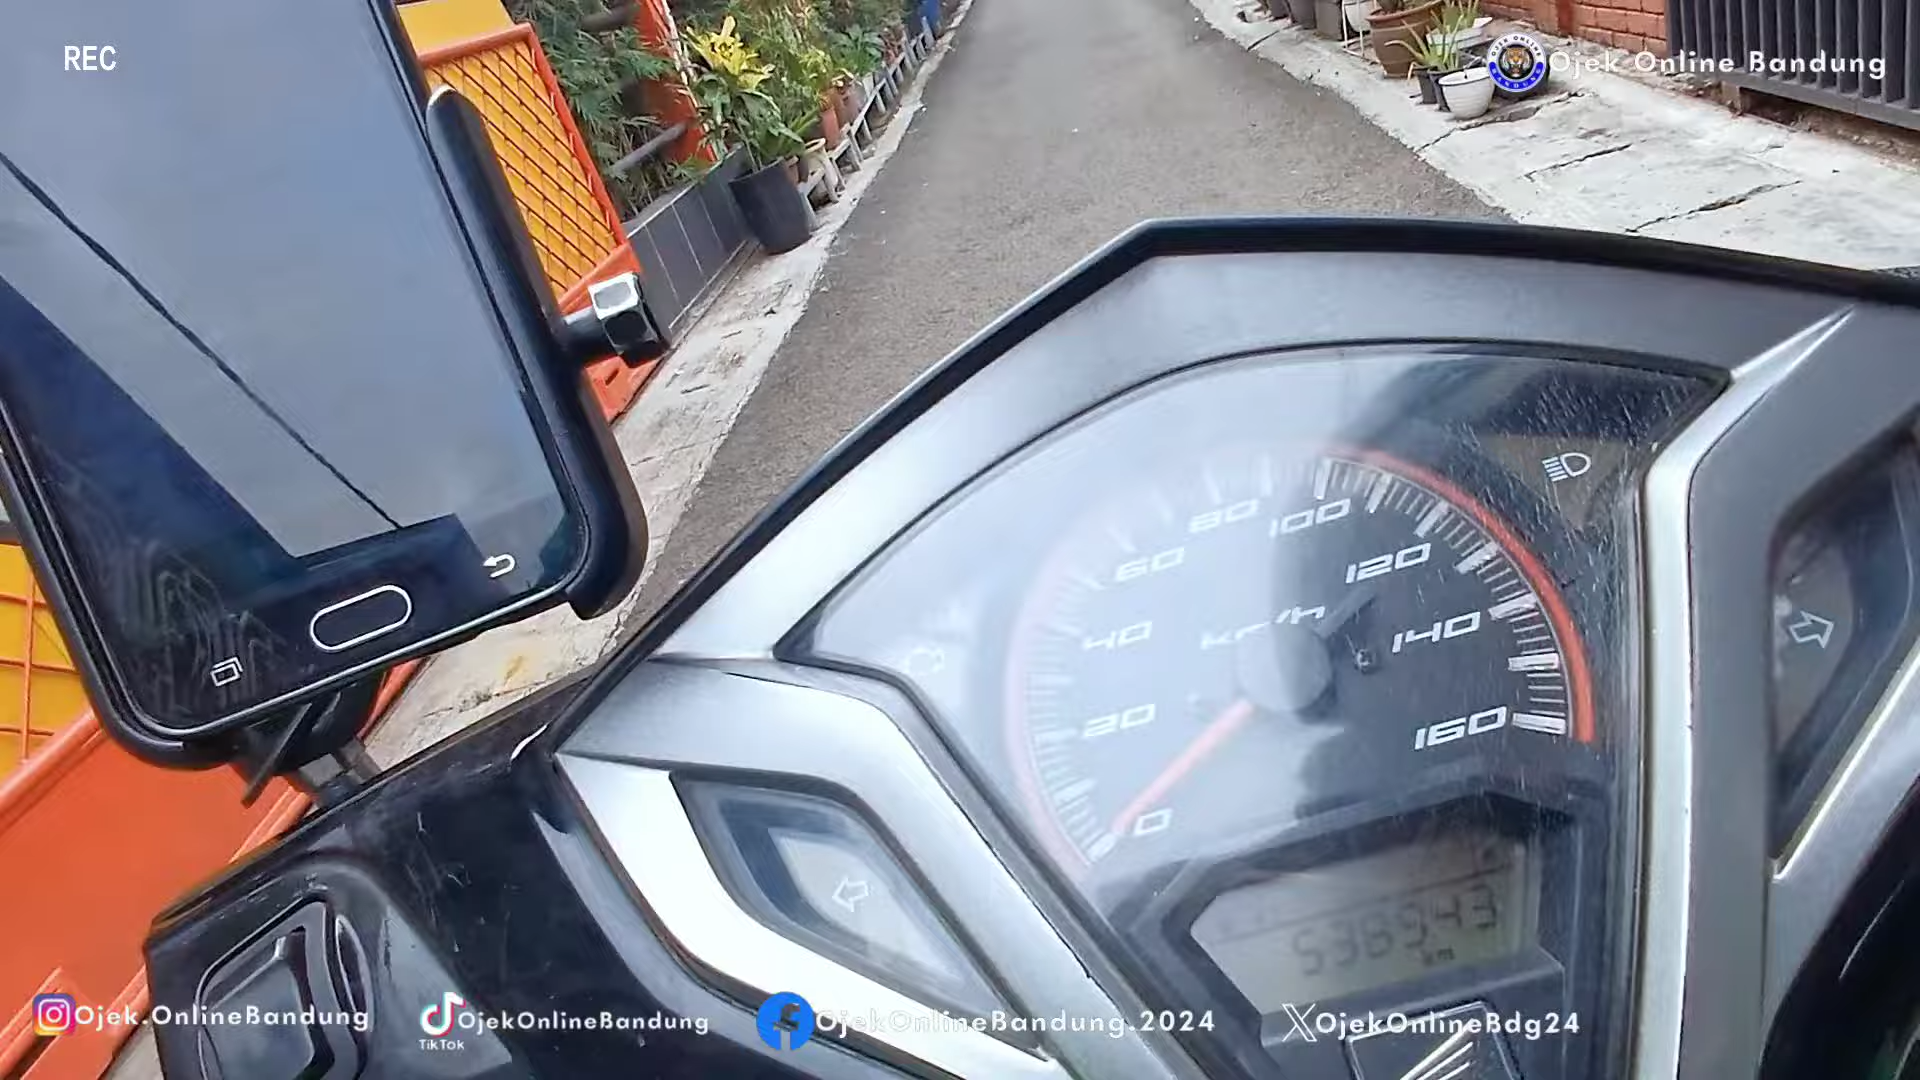 REC
Ojek Online Bandung
80
100
60
120
40
km/h
140
20
160
0
km
Ojek.OnlineBandung
TikTok
OjekOnlineBandung
OjekOnlineBandung.2024
OjekOnlineBdg24